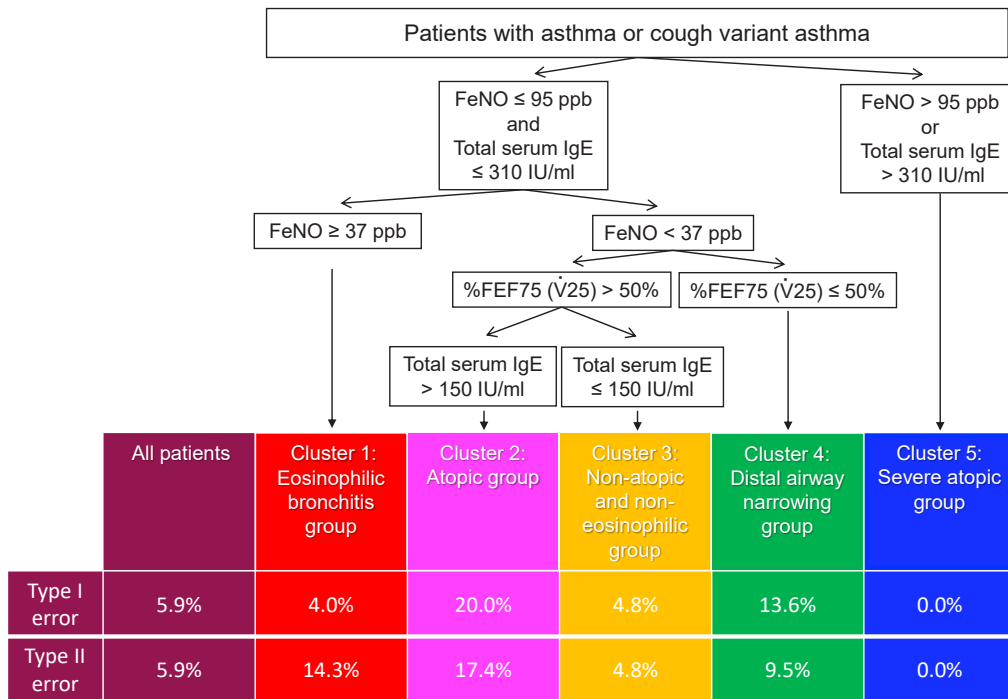 Patients with asthma or cough variant asthma
FeNO ≤ 95 ppb
and
Total serum IgE
≤ 310 IU/ml
FeNO > 95 ppb
or
Total serum IgE
> 310 IU/ml
FeNO ≥ 37 ppb
FeNO < 37 ppb
%FEF75 (V̇25) > 50%
%FEF75 (V̇25) ≤ 50%
Total serum IgE
> 150 IU/ml
Total serum IgE
≤ 150 IU/ml
All patients
Cluster 1:
Eosinophilic
bronchitis
group
Cluster 2:
Atopic group
Cluster 3:
Non-atopic
and non-
eosinophilic
group
Cluster 4:
Distal airway
narrowing
group
Cluster 5:
Severe atopic
group
Type I
error
5.9%
4.0%
20.0%
4.8%
13.6%
0.0%
Type II
error
5.9%
14.3%
17.4%
4.8%
9.5%
0.0%